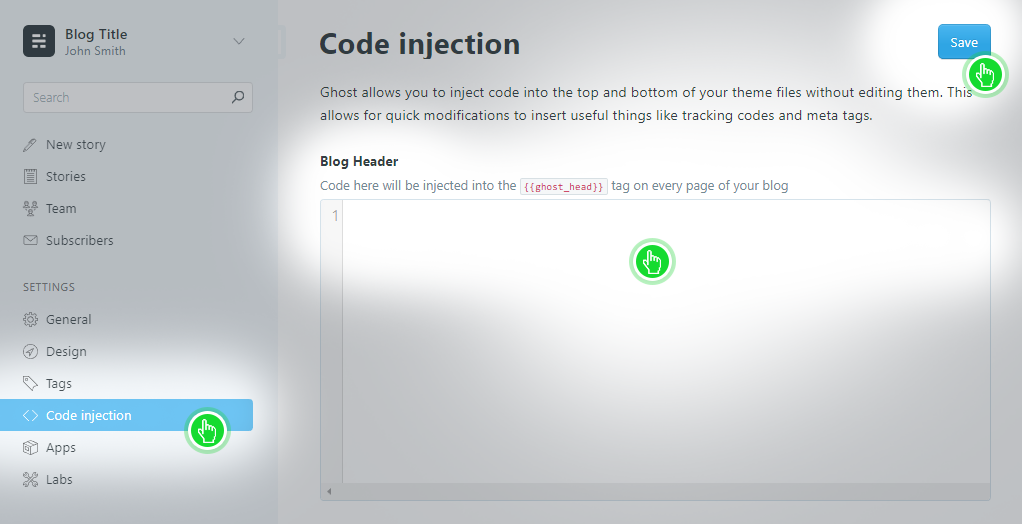 Blog Title
John Smith
Search
New story
Stories
Team
Subscribers
SETTINGS
General
Design
Tags
Code injection
Apps
Labs
Code injection
Save
Ghost allows you to inject code into the top and bottom of your theme files without editing them. This
allows for quick modifications to insert useful things like tracking codes and meta tags.
Blog Header
Code here will be injected into the {{ghost_head}} tag on every page of your blog
1